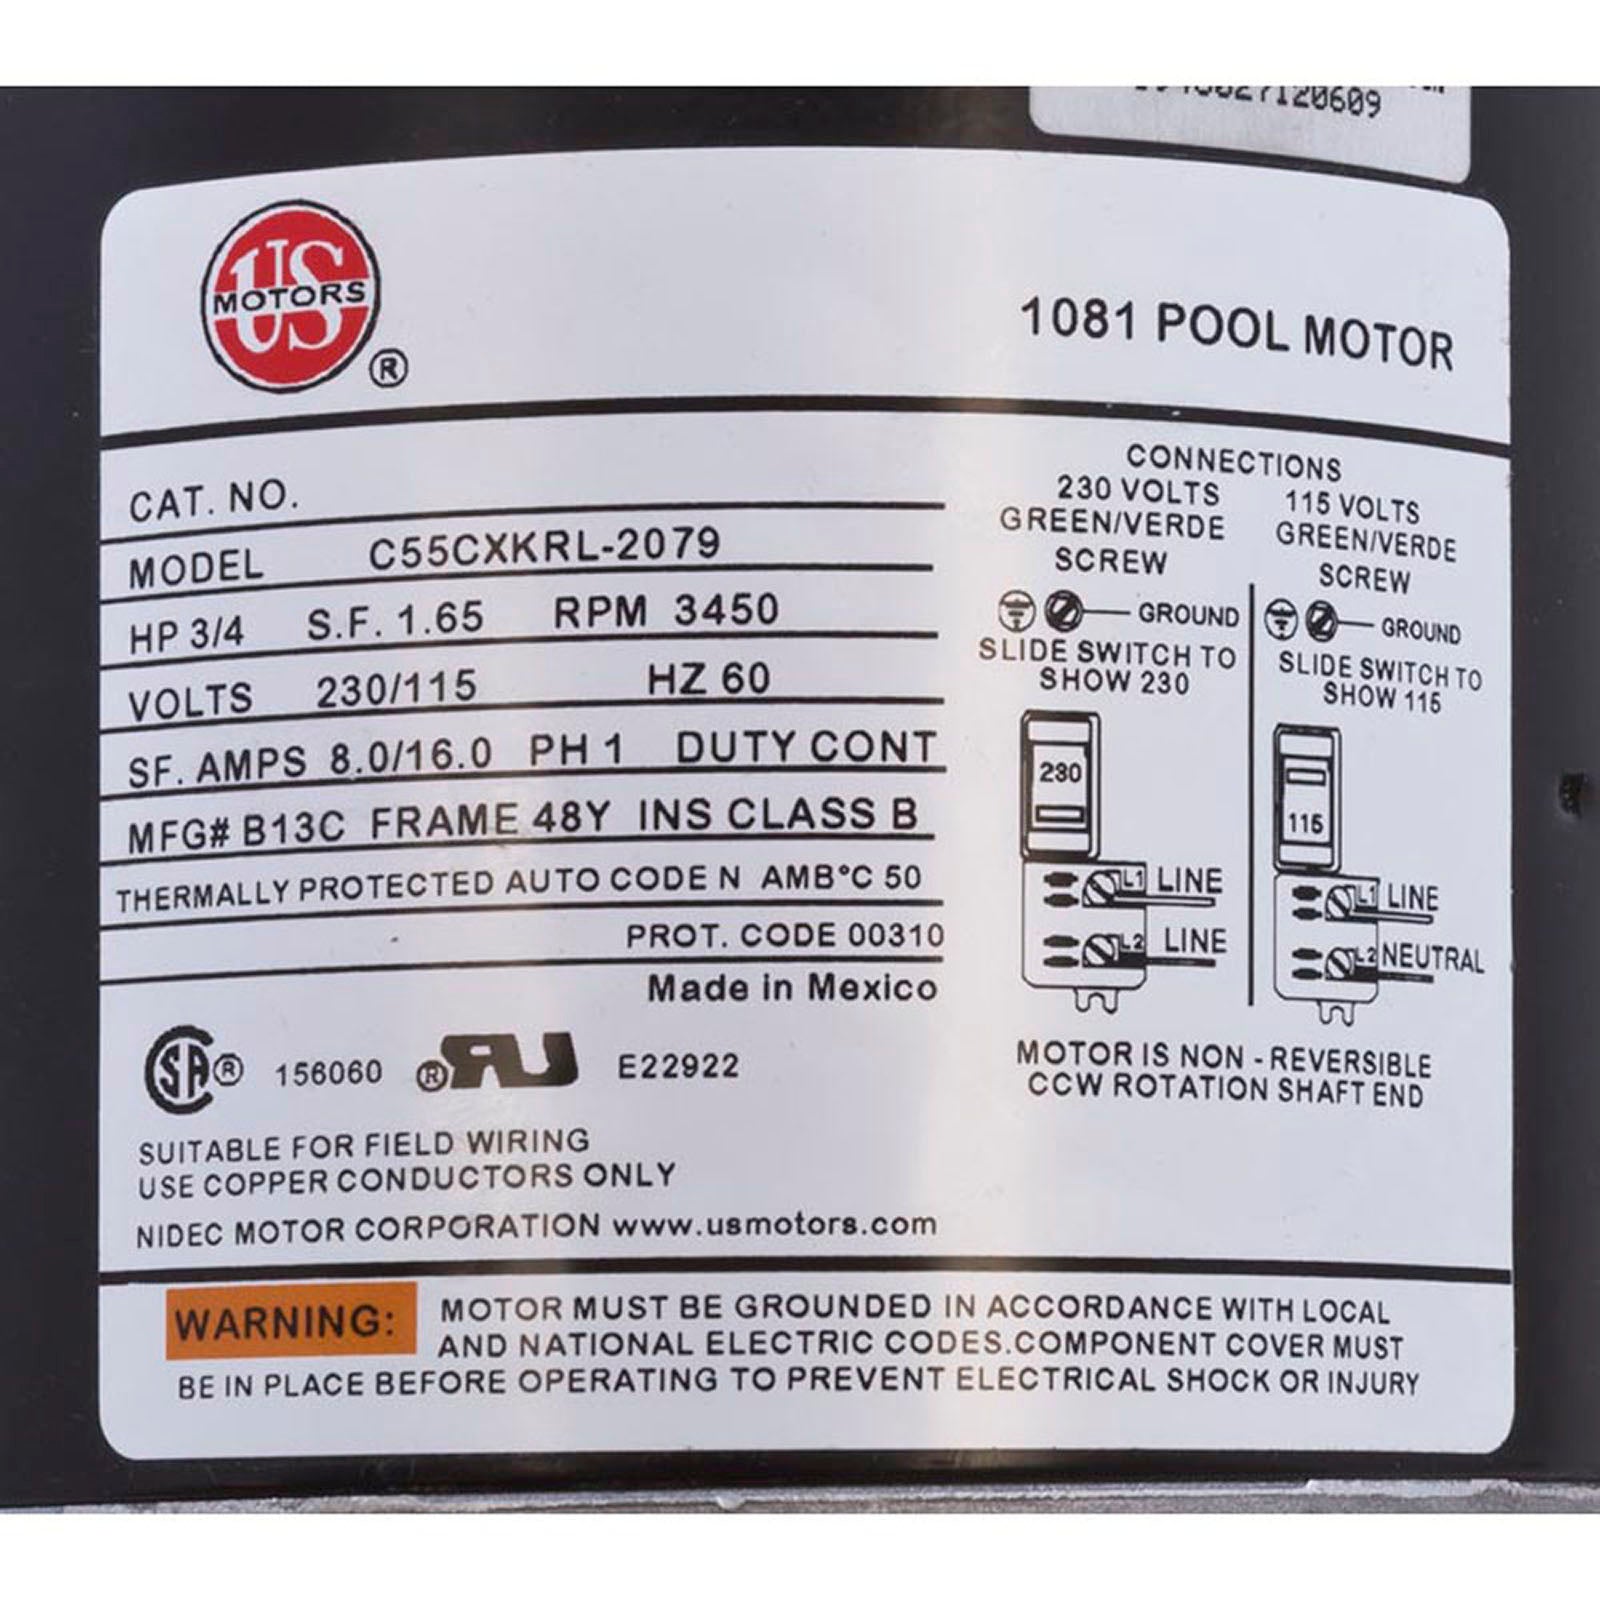 US
MOTORS
®
1081 POOL MOTOR
CAT. NO.
MODEL C55CXKRL-2079
HP 3/4 S.F. 1.65 RPM 3450
VOLTS 230/115 HZ 60
SF. AMPS 8.0/16.0 PH 1 DUTY CONT
MFG# B13C FRAME 48Y INS CLASS B
THERMALLY PROTECTED AUTO CODE N AMB°C 50
PROT. CODE 00310
Made in Mexico
SA ® 156060 ® RU E22922
SUITABLE FOR FIELD WIRING
USE COPPER CONDUCTORS ONLY
NIDEC MOTOR CORPORATION www.usmotors.com
CONNECTIONS
230 VOLTS
GREEN/VERDE
SCREW
GROUND
SLIDE SWITCH TO
SHOW 230
230
L1 LINE
L2 LINE
115 VOLTS
GREEN/VERDE
SCREW
GROUND
SLIDE SWITCH TO
SHOW 115
115
L1 LINE
L2 NEUTRAL
MOTOR IS NON - REVERSIBLE
CCW ROTATION SHAFT END
WARNING: MOTOR MUST BE GROUNDED IN ACCORDANCE WITH LOCAL
AND NATIONAL ELECTRIC CODES.COMPONENT COVER MUST
BE IN PLACE BEFORE OPERATING TO PREVENT ELECTRICAL SHOCK OR INJURY